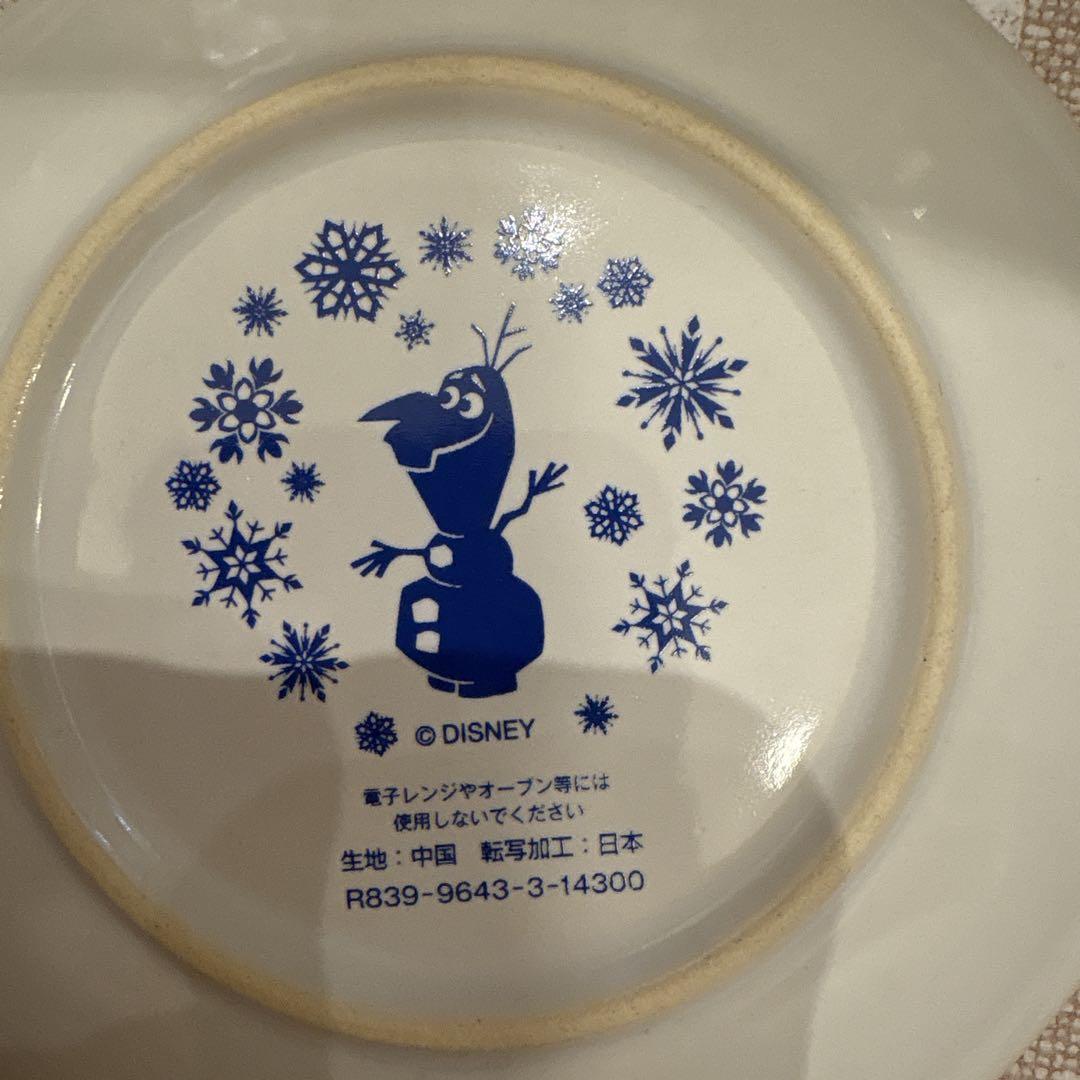 © DISNEY
電子レンジやオーブン等には
使用しないでください
生地：中国　転写加工：日本
R839-9643-3-14300